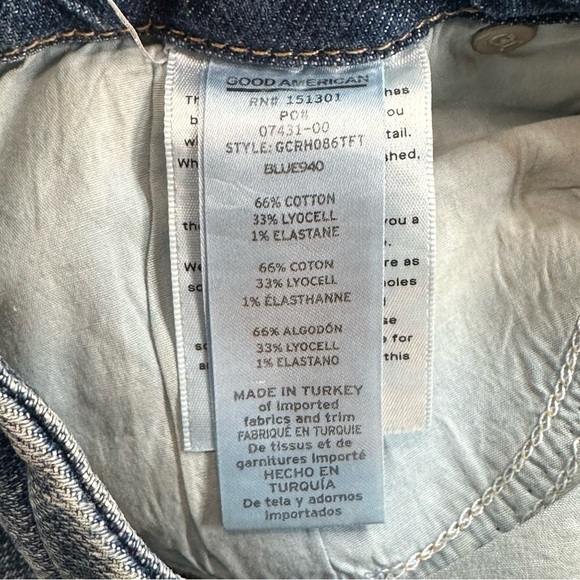 GOOD AMERICAN
RN# 151301
PO#
07431-00
STYLE: GCRH086TFT
BLUE940
66% COTTON
33% LYOCELL
1% ELASTANE
66% COTON
33% LYOCELL
1% ÉLASTHANNE
66% ALGODÓN
33% LYOCELL
1% ELASTANO
MADE IN TURKEY
of imported
fabrics and trim
FABRIQUÉ EN TURQUIE
De tissus et de
garnitures importé
HECHO EN
TURQUÍA
De tela y adornos
importados